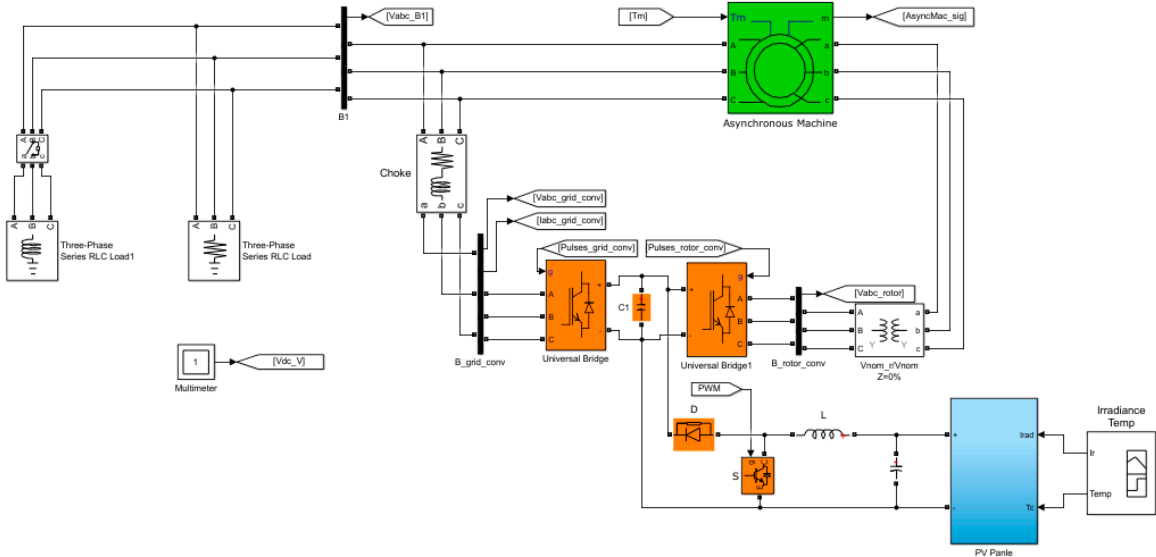 [Vabc_B1]
[Tm]
Tm
m
[AsyncMac_sig]
A
a
B
b
C
c
B1
Asynchronous Machine
A B C
a b c
A B C
Choke
a b c
A B C
Three-Phase
Series RLC Load1
A B C
Three-Phase
Series RLC Load
[Vabc_grid_conv]
[Iabc_grid_conv]
[Pulses_grid_conv]
[Pulses_rotor_conv]
g
+
A
B
-
C
C1
g
+
A
B
-
C
[Vabc_rotor]
A
a
B
b
C
c
Y
Y
B_grid_conv
Universal Bridge
Universal Bridge1
B_rotor_conv
Vnom_r/Vnom
Z=0%
1
[Vdc_V]
Multimeter
PWM
D
L
+
g
C
E
S
+
Irad
-
Tc
PV Panle
Irradiance
Temp
Ir
Temp